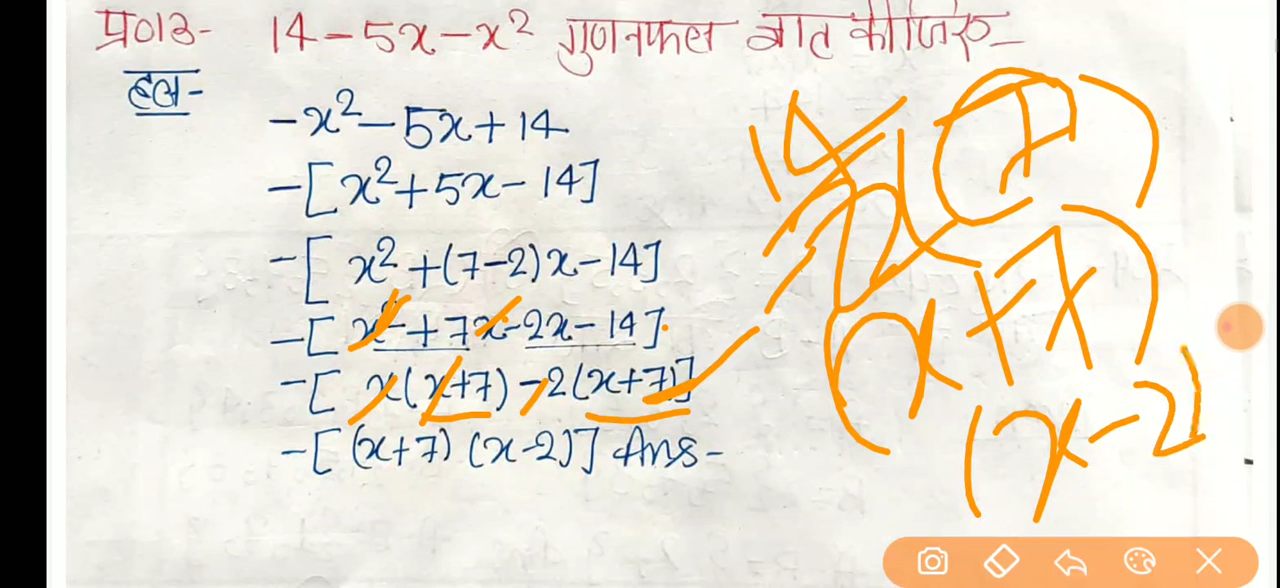 प्र०13- 14-5x-x² गुणनफल ज्ञात कीजिए-
हल-
-x²-5x+14
-[x²+5x-14]
-[x²+(7-2)x-14]
-[x²+7x-2x-14]
-[x(x+7)-2(x+7)]
-[(x+7)(x-2)] Ans-
(x+7)
(x-2)